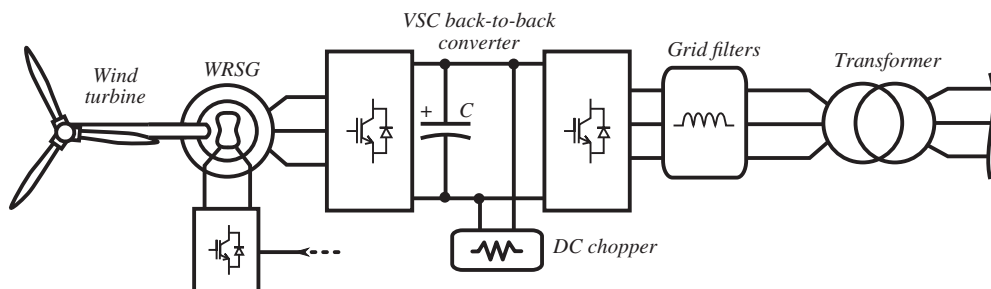 VSC back-to-back
converter
Wind
turbine
WRSG
Grid filters
Transformer
+ C
DC chopper